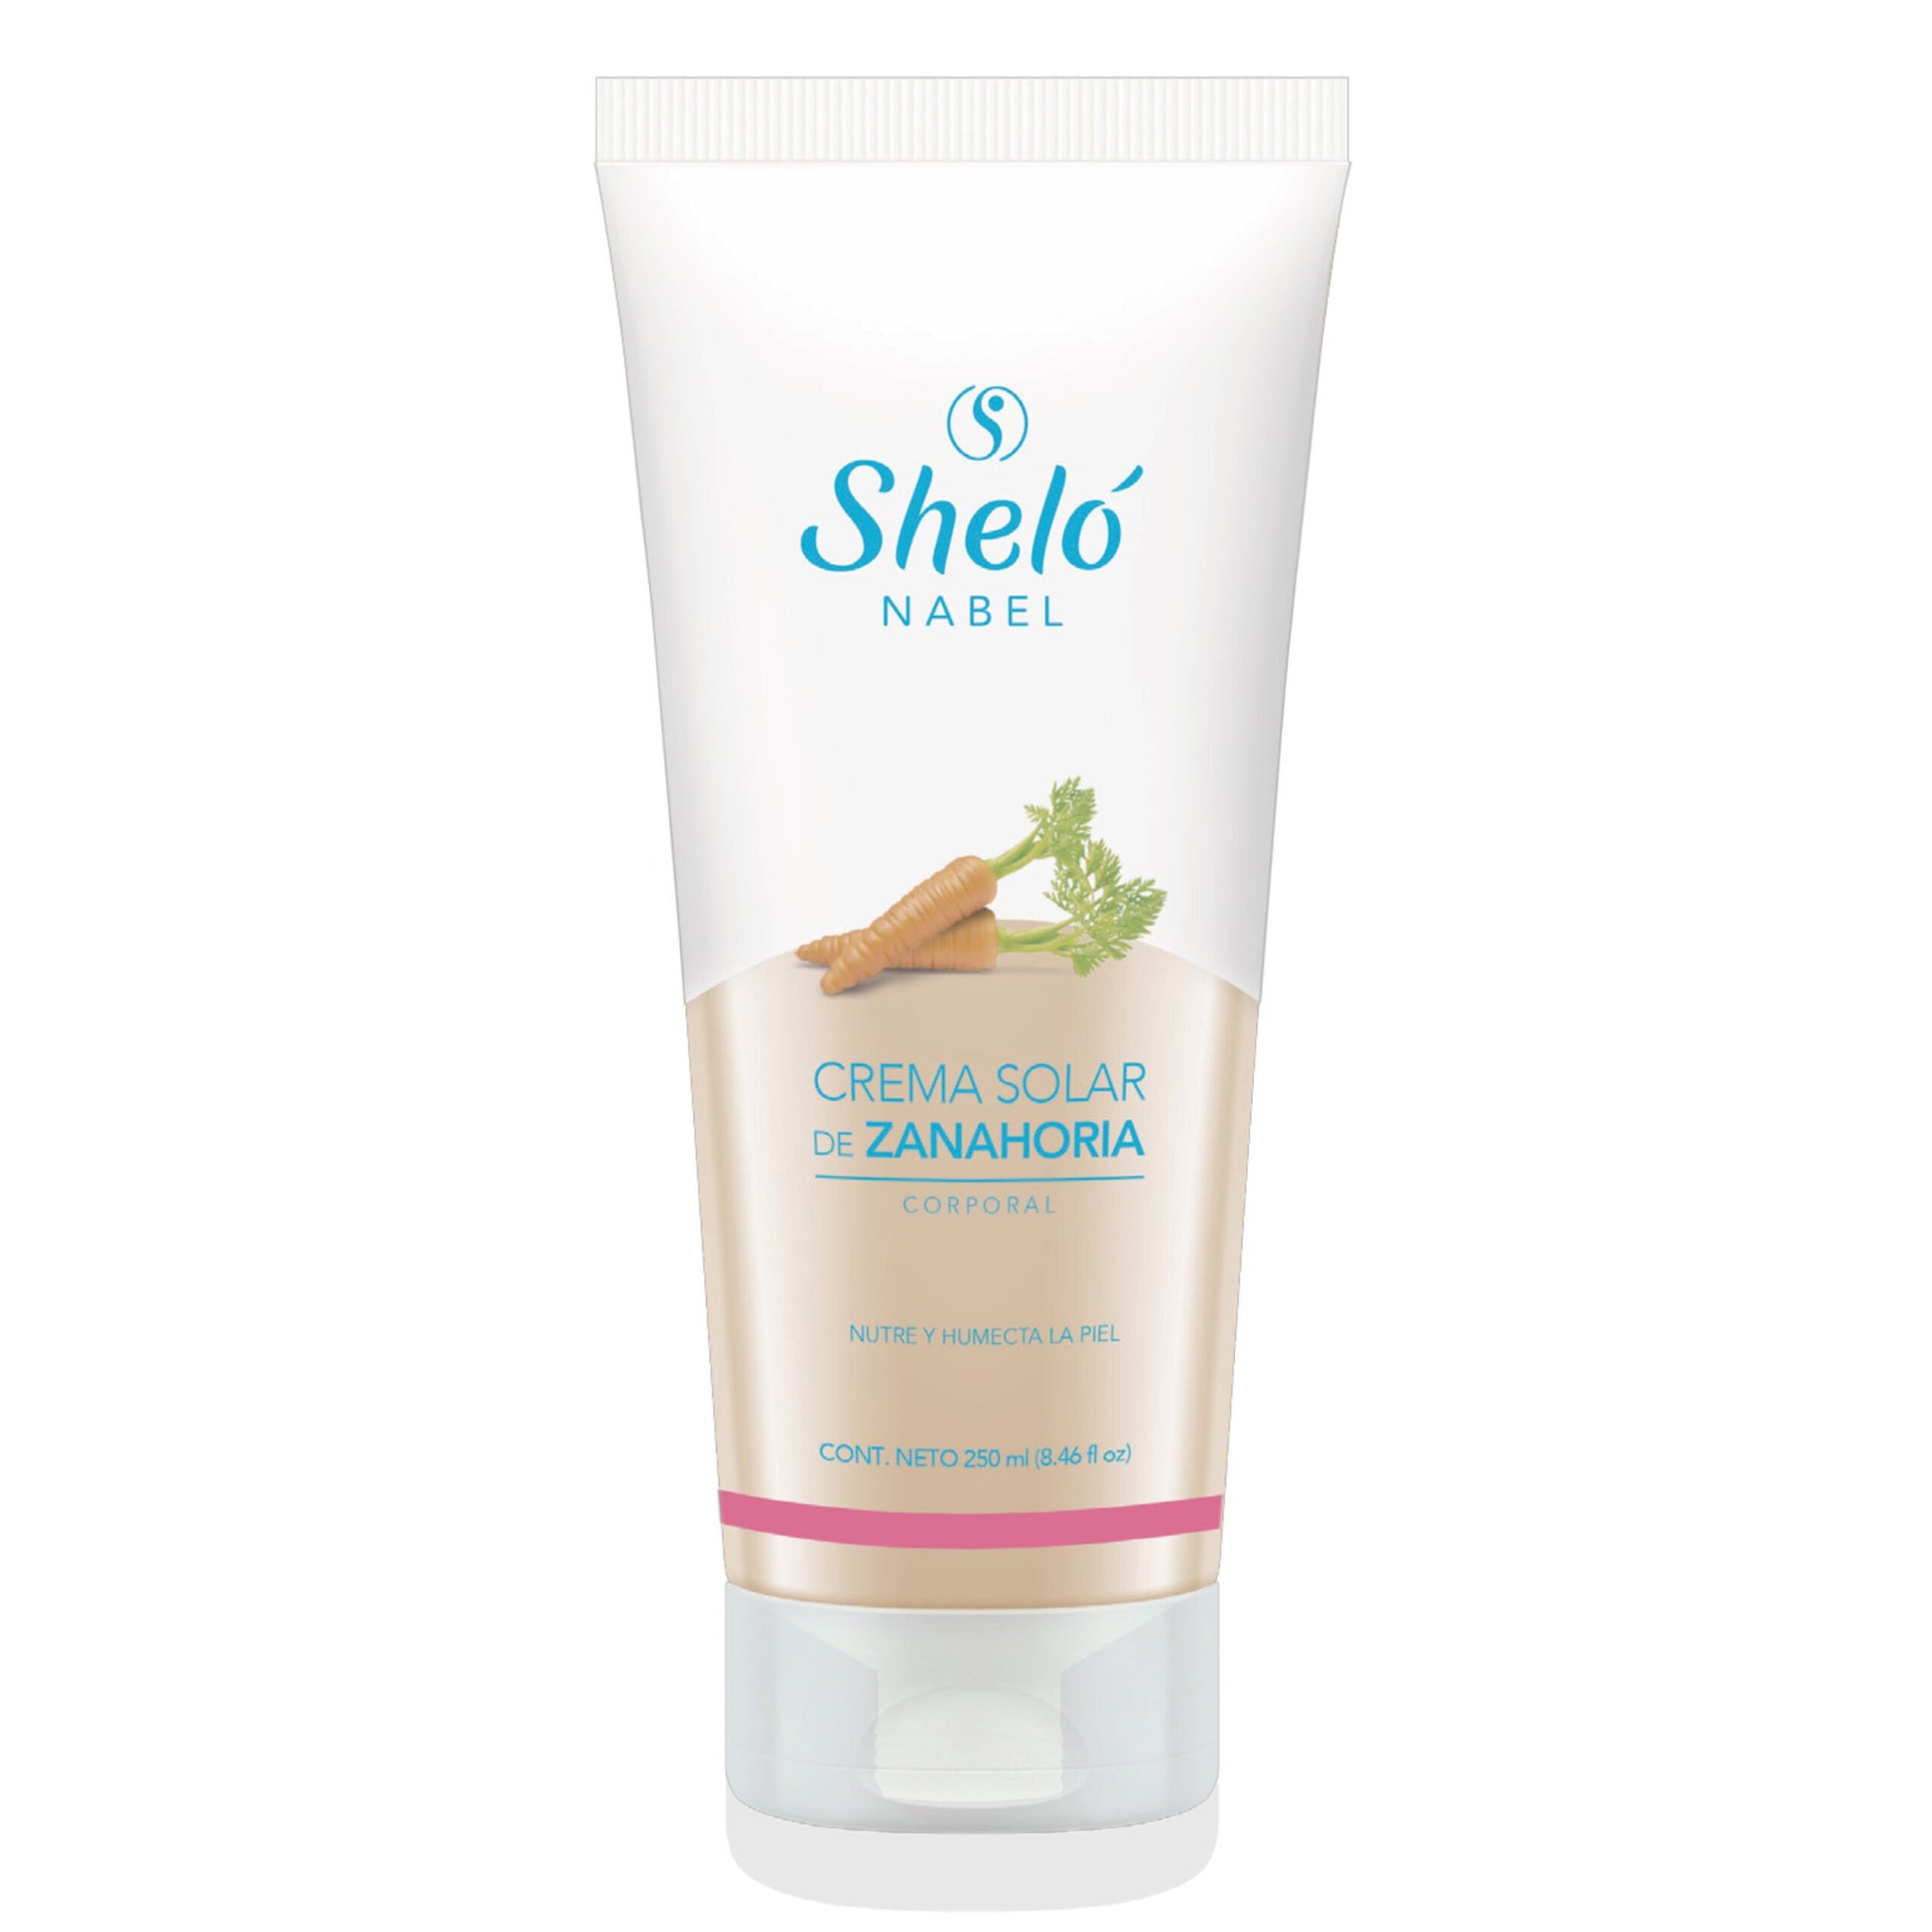 Sheló
NABEL
CREMA SOLAR
DE ZANAHORIA
CORPORAL
NUTRE Y HUMECTA LA PIEL
CONT. NETO 250 ml (8.46 fl oz)